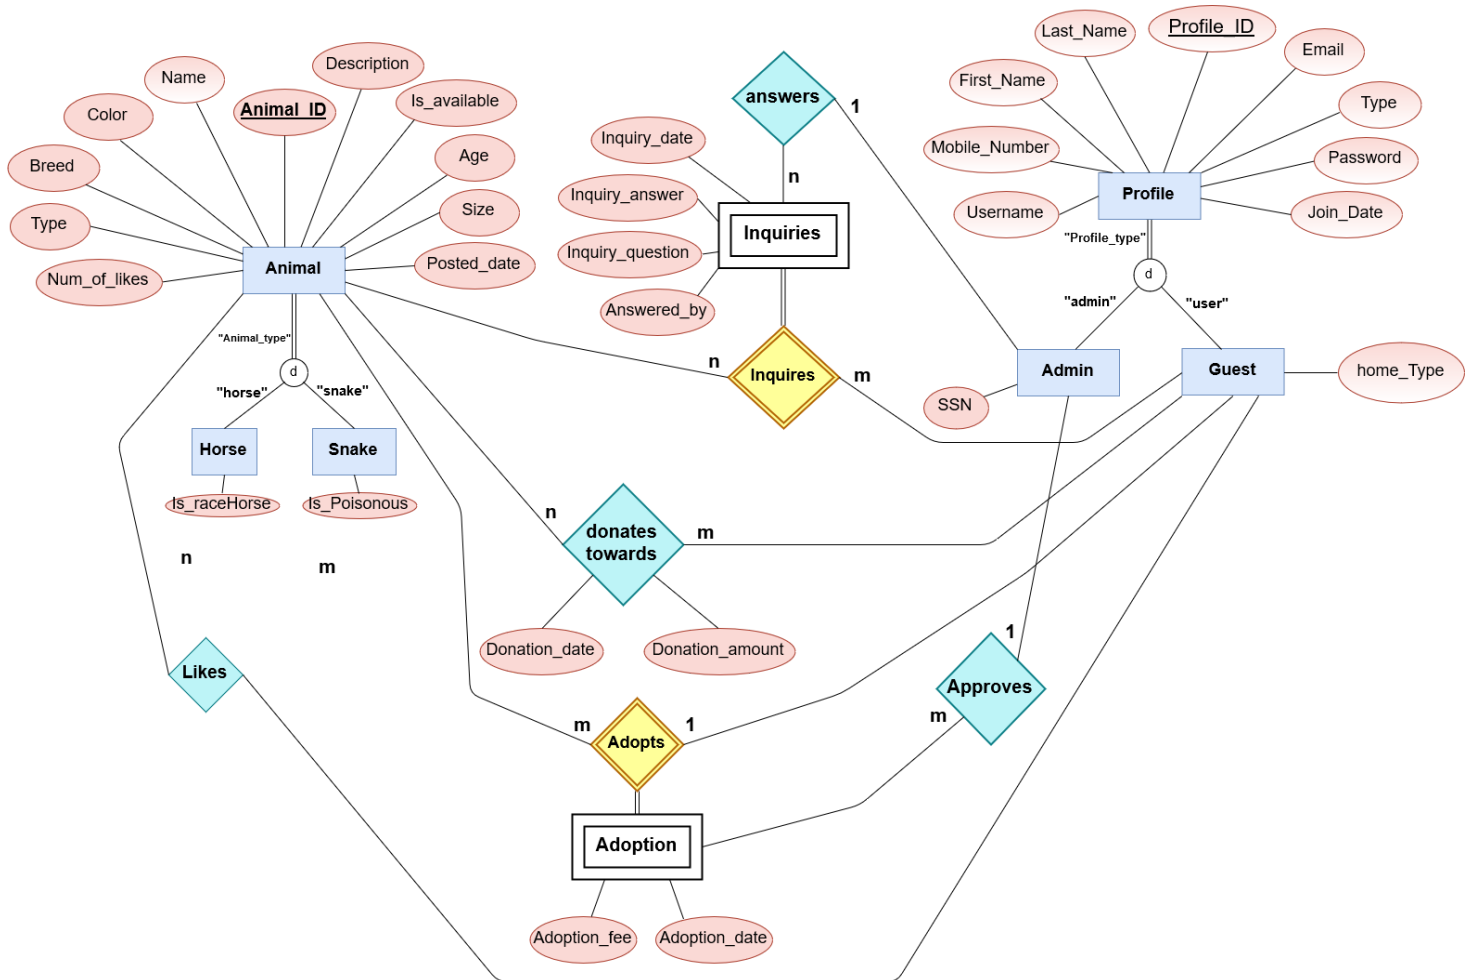 Last_Name
Profile_ID
Email
First_Name
Type
Mobile_Number
Password
Username
Join_Date
Profile
"Profile_type"
d
"admin"
"user"
Admin
Guest
home_Type
SSN
answers
1
n
Inquiry_date
Inquiry_answer
Inquiry_question
Answered_by
Inquiries
Inquires
n
m
Description
Name
Animal_ID
Is_available
Color
Age
Breed
Size
Type
Posted_date
Num_of_likes
Animal
"Animal_type"
d
"horse"
"snake"
Horse
Snake
Is_raceHorse
Is_Poisonous
n
m
Likes
n
donates
towards
m
Donation_date
Donation_amount
1
Approves
m
m
Adopts
1
Adoption
Adoption_fee
Adoption_date